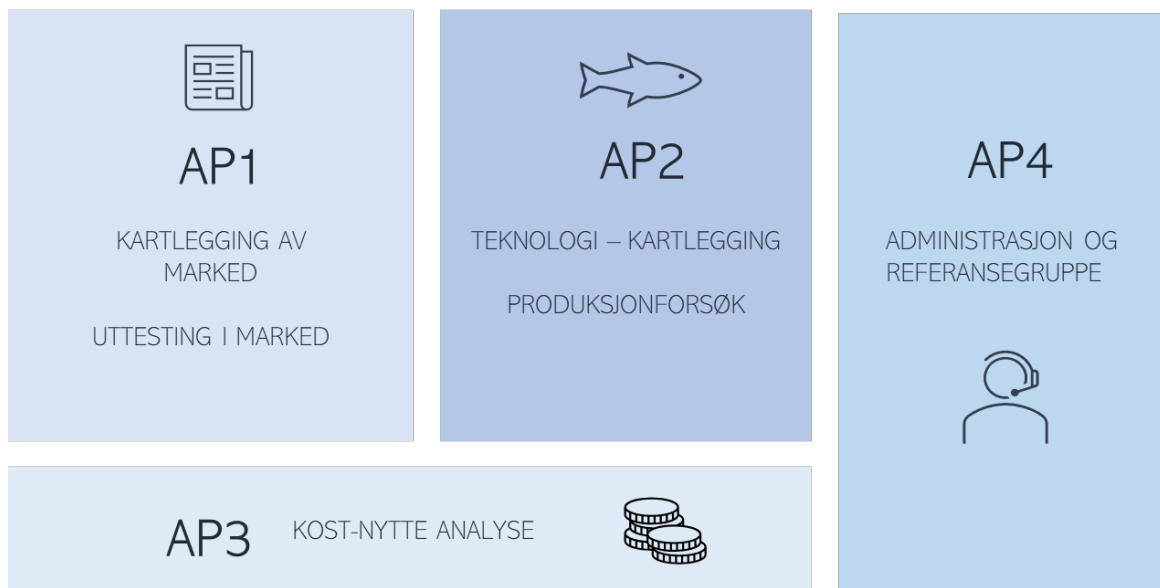 AP1
KARTLEGGING AV
MARKED
UTTESTING I MARKED
AP2
TEKNOLOGI – KARTLEGGING
PRODUKSJONFORSØK
AP4
ADMINISTRASJON OG
REFERANSEGRUPPE
AP3
KOST-NYTTE ANALYSE